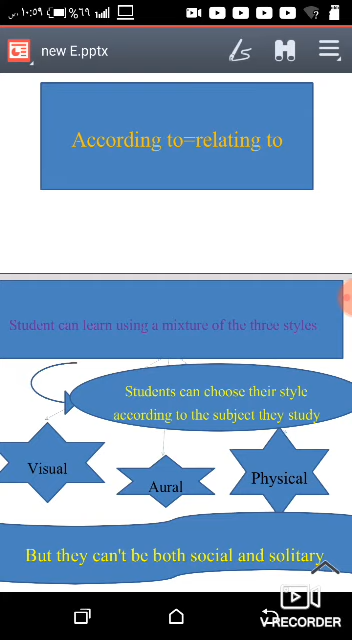 ١٠:٥٩ ص ٪٦٩
new E.pptx
According to=relating to
Student can learn using a mixture of the three styles
Students can choose their style
according to the subject they study
Visual
Aural
Physical
But they can't be both social and solitary
V-RECORDER